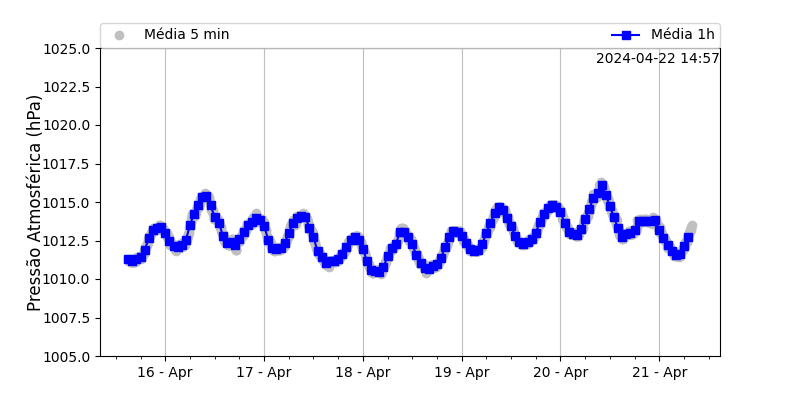 Média 5 min
Média 1h
2024-04-22 14:57
Pressão Atmosférica (hPa)
1025.0
1022.5
1020.0
1017.5
1015.0
1012.5
1010.0
1007.5
1005.0
16 - Apr
17 - Apr
18 - Apr
19 - Apr
20 - Apr
21 - Apr